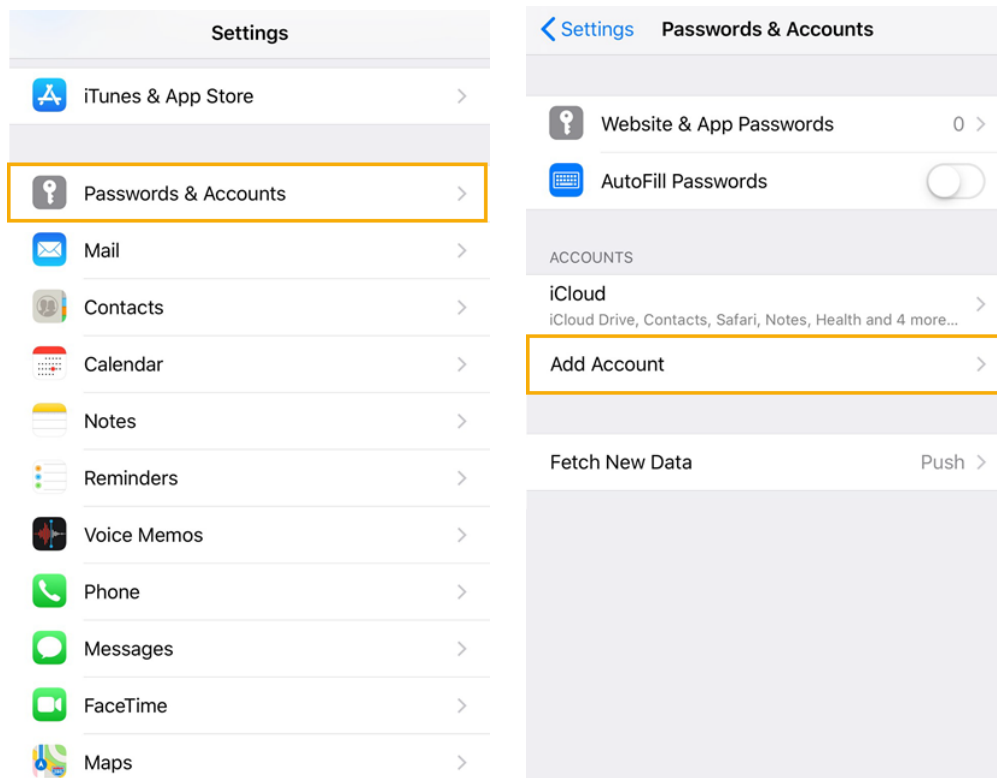 Settings
iTunes & App Store
Passwords & Accounts
Mail
Contacts
Calendar
Notes
Reminders
Voice Memos
Phone
Messages
FaceTime
Maps
Settings Passwords & Accounts
Website & App Passwords 0
AutoFill Passwords
ACCOUNTS
iCloud
iCloud Drive, Contacts, Safari, Notes, Health and 4 more...
Add Account
Fetch New Data Push